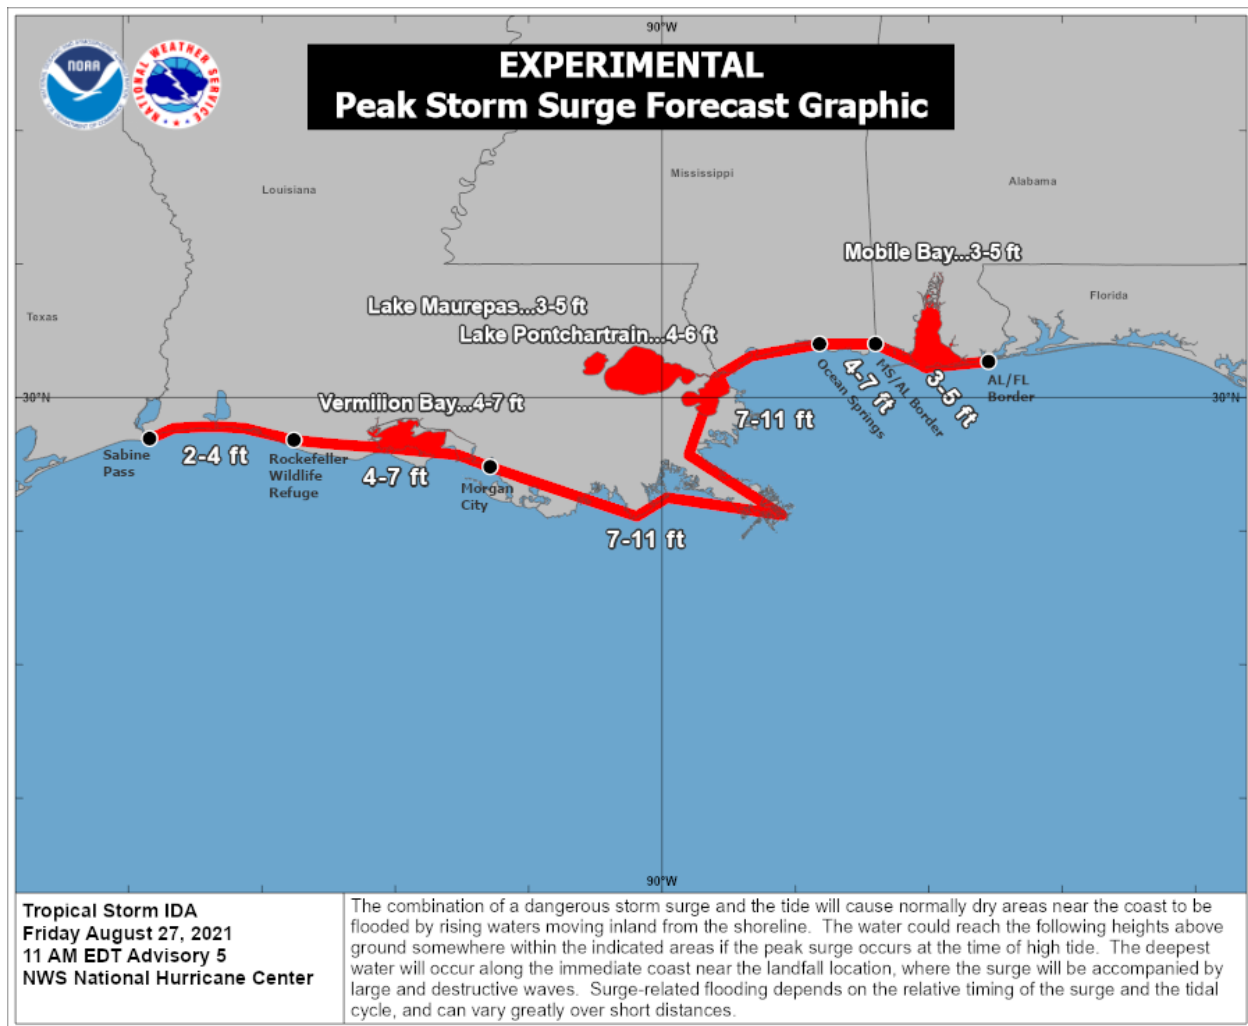 90°W
EXPERIMENTAL
Peak Storm Surge Forecast Graphic
NOAA
NATIONAL WEATHER SERVICE
Louisiana
Mississippi
Alabama
Mobile Bay...3-5 ft
Lake Maurepas...3-5 ft
Florida
Texas
Lake Pontchartrain...4-6 ft
30°N
30°N
Vermilion Bay...4-7 ft
Sabine
Pass
2-4 ft
Rockefeller
Wildlife
Refuge
4-7 ft
Morgan
City
7-11 ft
7-11 ft
Ocean Springs
4-7 ft
MS/AL Border
3-5 ft
AL/FL
Border
90°W
Tropical Storm IDA
Friday August 27, 2021
11 AM EDT Advisory 5
NWS National Hurricane Center
The combination of a dangerous storm surge and the tide will cause normally dry areas near the coast to be
flooded by rising waters moving inland from the shoreline.  The water could reach the following heights above
ground somewhere within the indicated areas if the peak surge occurs at the time of high tide.  The deepest
water will occur along the immediate coast near the landfall location, where the surge will be accompanied by
large and destructive waves.  Surge-related flooding depends on the relative timing of the surge and the tidal
cycle, and can vary greatly over short distances.